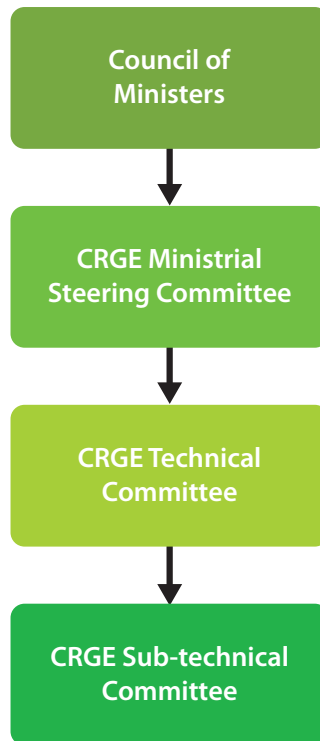 Council of
Ministers
CRGE Ministrial
Steering Committee
CRGE Technical
Committee
CRGE Sub-technical
Committee